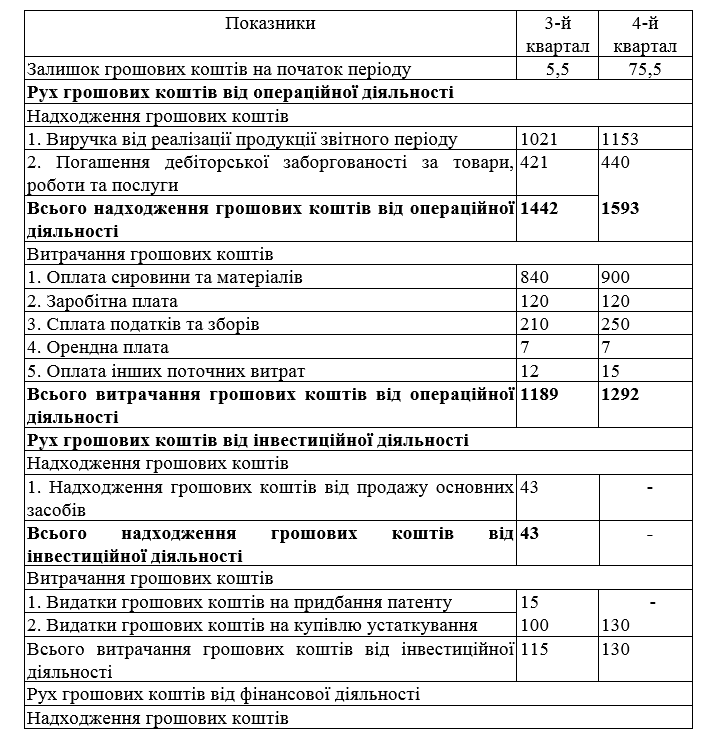 Показники 3-й квартал 4-й квартал
Залишок грошових коштів на початок періоду 5,5 75,5
Рух грошових коштів від операційної діяльності
Надходження грошових коштів
1. Виручка від реалізації продукції звітного періоду 1021 1153
2. Погашення дебіторської заборгованості за товари, 421 440
роботи та послуги
Всього надходження грошових коштів від операційної 1442 1593
діяльності
Витрачання грошових коштів
1. Оплата сировини та матеріалів 840 900
2. Заробітна плата 120 120
3. Сплата податків та зборів 210 250
4. Орендна плата 7 7
5. Оплата інших поточних витрат 12 15
Всього витрачання грошових коштів від операційної 1189 1292
діяльності
Рух грошових коштів від інвестиційної діяльності
Надходження грошових коштів
1. Надходження грошових коштів від продажу основних 43 -
засобів
Всього надходження грошових коштів від 43 -
інвестиційної діяльності
Витрачання грошових коштів
1. Видатки грошових коштів на придбання патенту 15 -
2. Видатки грошових коштів на купівлю устаткування 100 130
Всього витрачання грошових коштів від інвестиційної 115 130
діяльності
Рух грошових коштів від фінансової діяльності
Надходження грошових коштів